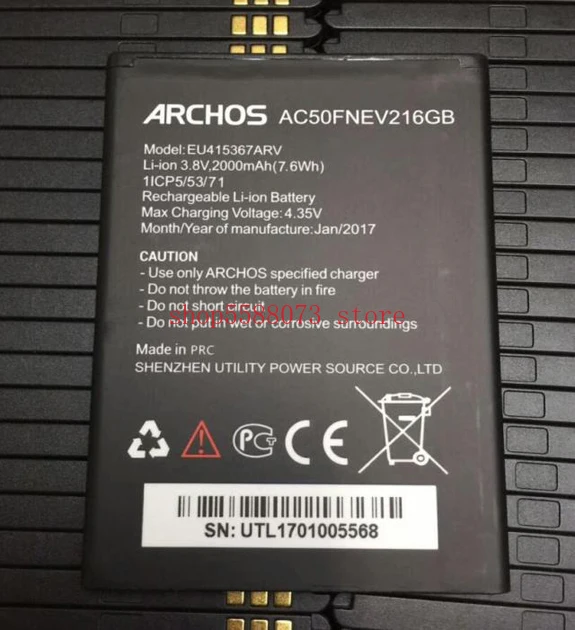 ARCHOS AC50FNEV216GB
Model: EU415367ARV
Li-ion 3.8V,2000mAh(7.6Wh)
1ICP5/53/71
Rechargeable Li-ion Battery
Max Charging Voltage: 4.35V
Month/Year of manufacture:Jan/2017
CAUTION
- Use only ARCHOS specified charger
- Do not throw the battery in fire
- Do not short circuit
shop3588073 store
- Do not put in wet or corrosive surroundings
Made in PRC
SHENZHEN UTILITY POWER SOURCE CO.,LTD
CE
SN: UTL1701005568